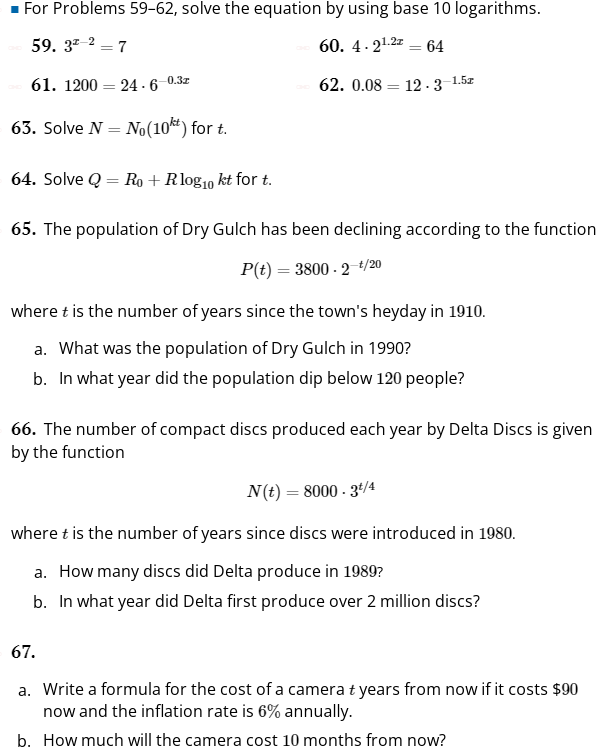 ▪ For Problems 59–62, solve the equation by using base 10 logarithms.
59. 3^{x−2} = 7
60. 4 · 2^{1.2x} = 64
61. 1200 = 24 · 6^{−0.3x}
62. 0.08 = 12 · 3^{−1.5x}
63. Solve N = N₀(10^{kt}) for t.
64. Solve Q = R₀ + R log₁₀ kt for t.
65. The population of Dry Gulch has been declining according to the function
P(t) = 3800 · 2^{−t/20}
where t is the number of years since the town's heyday in 1910.
a. What was the population of Dry Gulch in 1990?
b. In what year did the population dip below 120 people?
66. The number of compact discs produced each year by Delta Discs is given
by the function
N(t) = 8000 · 3^{t/4}
where t is the number of years since discs were introduced in 1980.
a. How many discs did Delta produce in 1989?
b. In what year did Delta first produce over 2 million discs?
67.
a. Write a formula for the cost of a camera t years from now if it costs $90
now and the inflation rate is 6% annually.
b. How much will the camera cost 10 months from now?